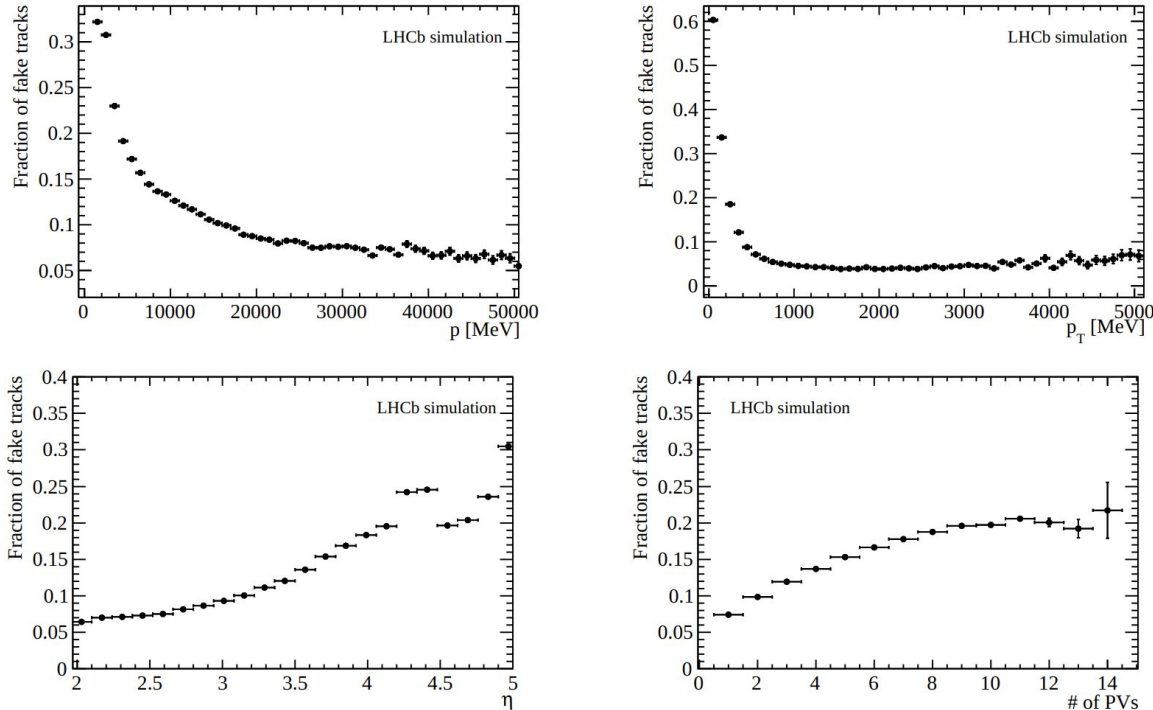 Fraction of fake tracks
LHCb simulation
0.3
0.25
0.2
0.15
0.1
0.05
0 10000 20000 30000 40000 50000
p [MeV]
Fraction of fake tracks
LHCb simulation
0.6
0.5
0.4
0.3
0.2
0.1
0
0 1000 2000 3000 4000 5000
pT [MeV]
Fraction of fake tracks
LHCb simulation
0.4
0.35
0.3
0.25
0.2
0.15
0.1
0.05
0
2 2.5 3 3.5 4 4.5 5
η
Fraction of fake tracks
LHCb simulation
0.4
0.35
0.3
0.25
0.2
0.15
0.1
0.05
0
0 2 4 6 8 10 12 14
# of PVs